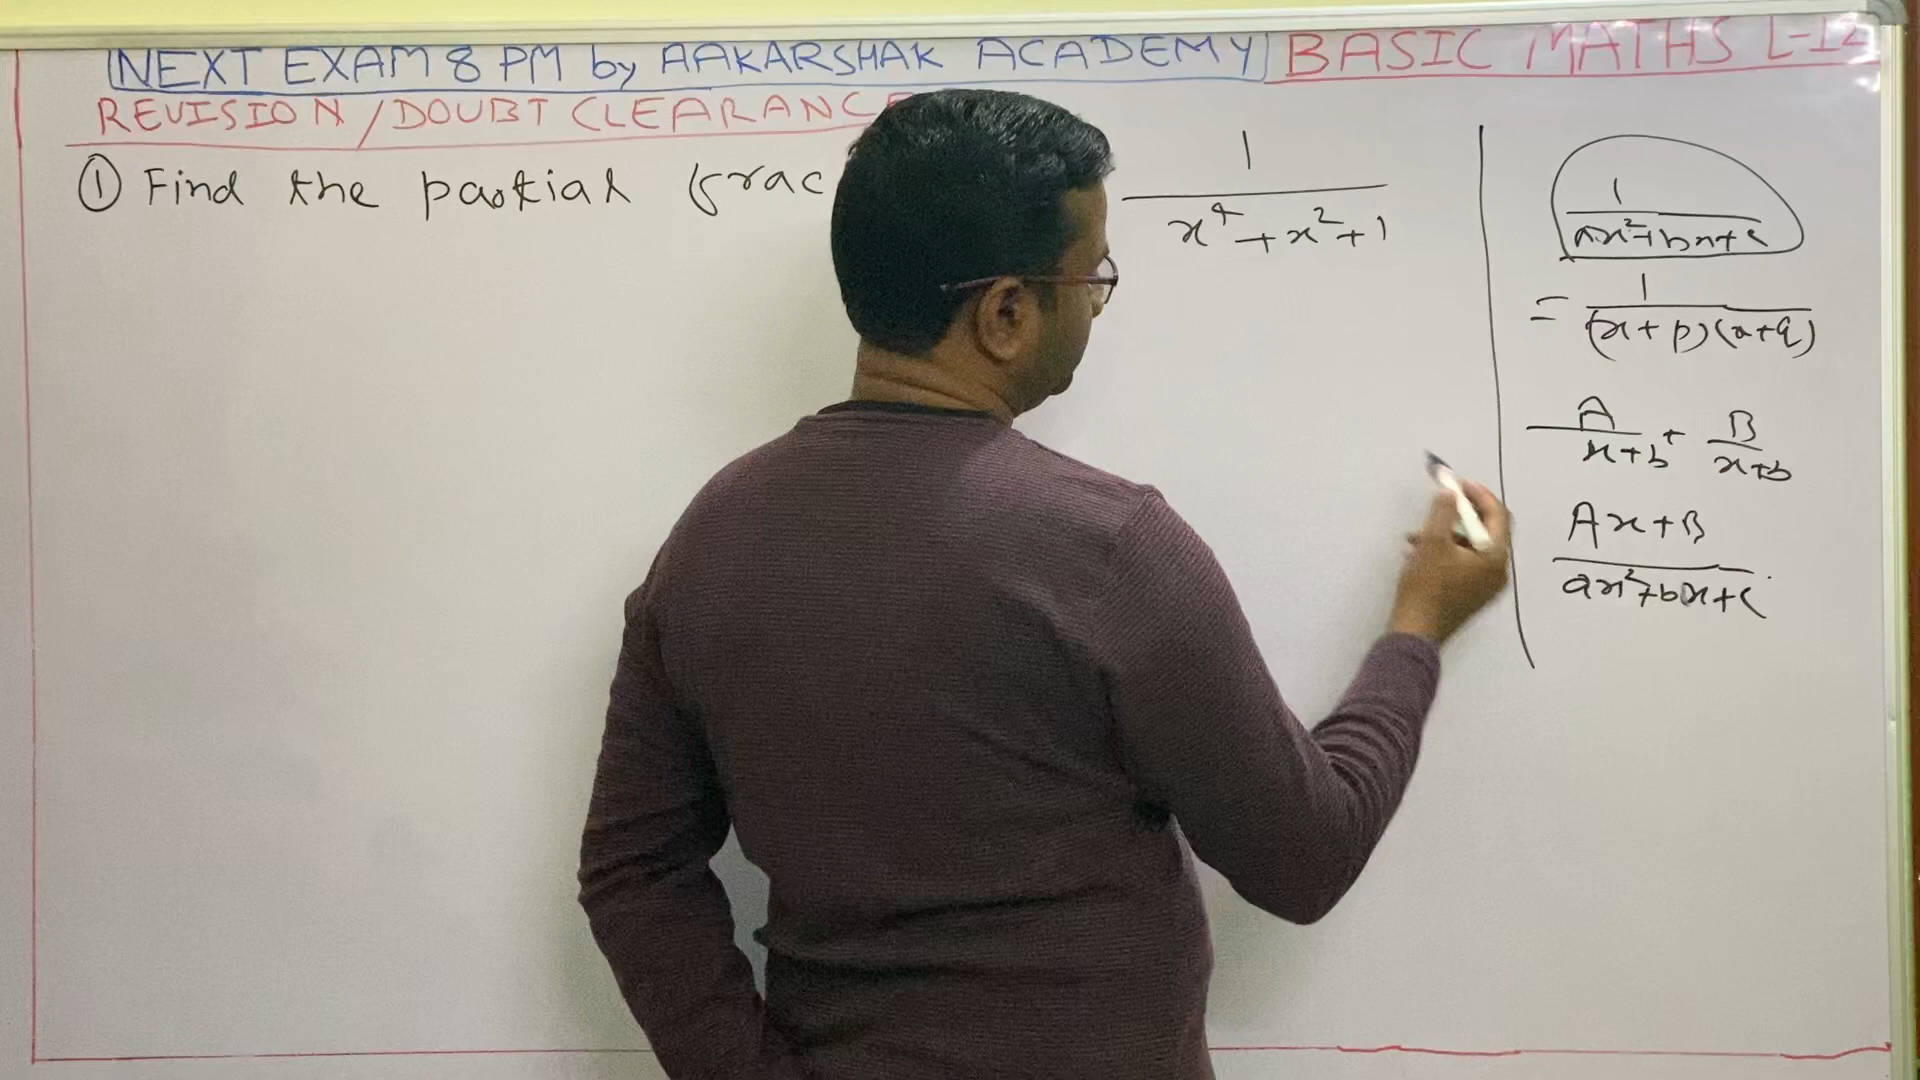 NEXT EXAM 8 PM by AAKARSHAK ACADEMY BASIC MATHS L-12
REVISION / DOUBT CLEARANCE
① Find the partial frac
1
x⁴+x²+1
1
ax²+bx+c
= 1
(x+p)(x+q)
A + B
x+b x+b
Ax+B
ax²+bx+c